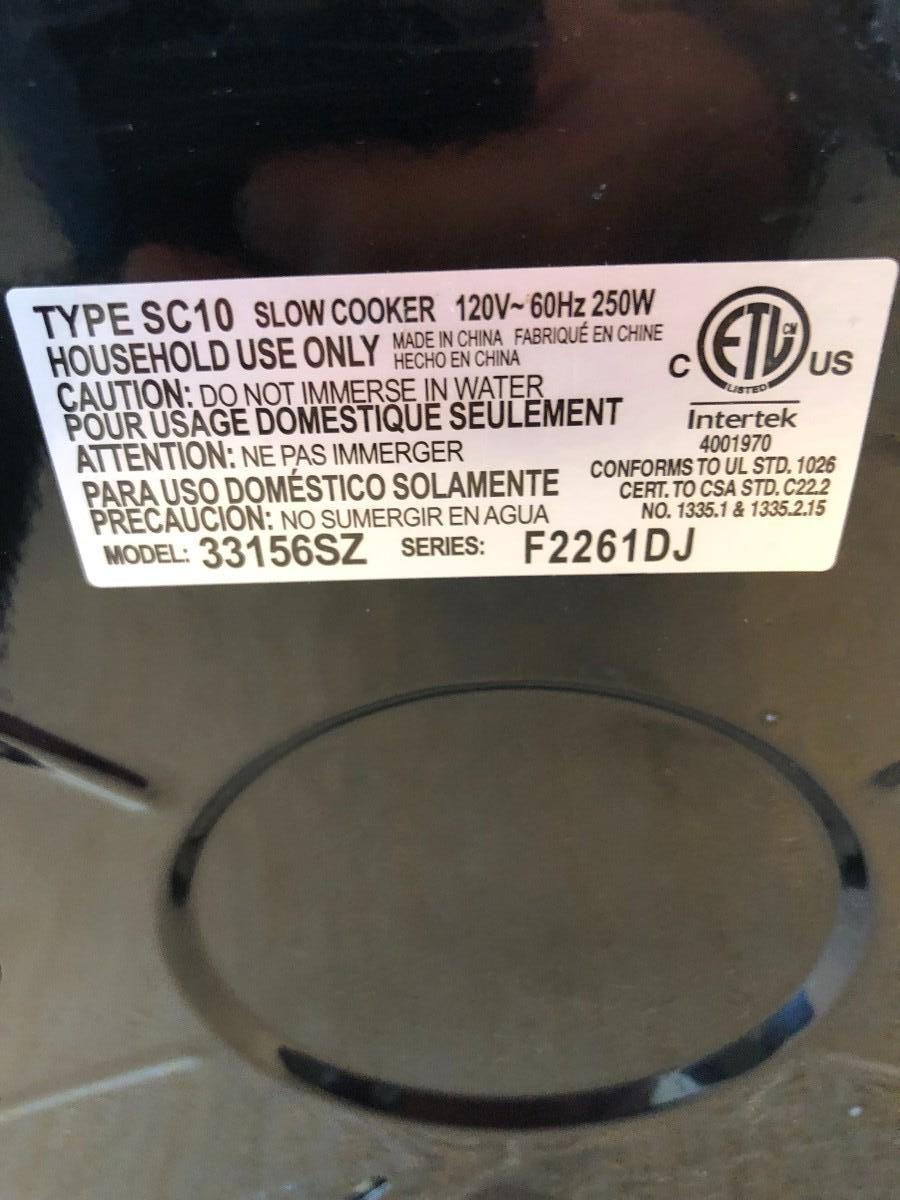 TYPE SC10 SLOW COOKER 120V~ 60Hz 250W
HOUSEHOLD USE ONLY MADE IN CHINA FABRIQUÉ EN CHINE
HECHO EN CHINA
CAUTION: DO NOT IMMERSE IN WATER
POUR USAGE DOMESTIQUE SEULEMENT
ATTENTION: NE PAS IMMERGER
PARA USO DOMÉSTICO SOLAMENTE
PRECAUCION: NO SUMERGIR EN AGUA
MODEL: 33156SZ SERIES: F2261DJ
C ETL CM US
LISTED
Intertek
4001970
CONFORMS TO UL STD. 1026
CERT. TO CSA STD. C22.2
NO. 1335.1 & 1335.2.15